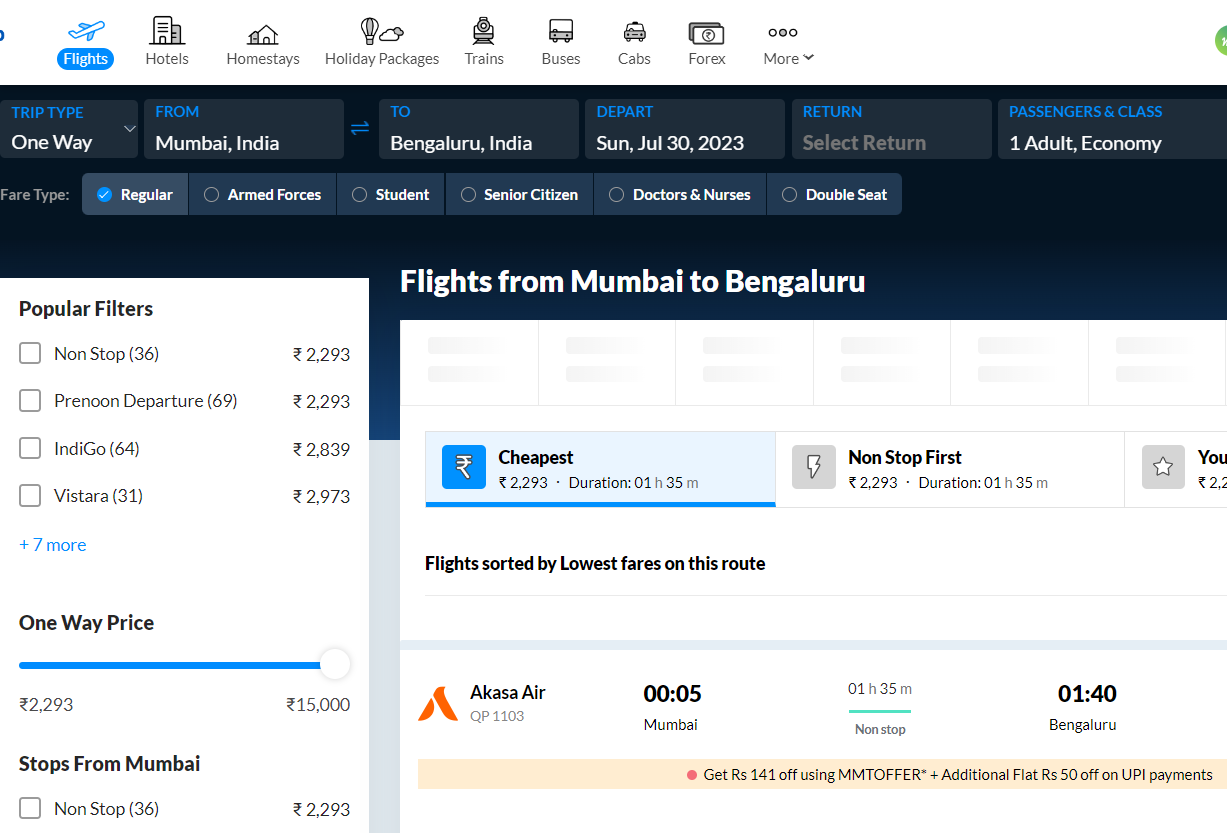 Flights
Hotels
Homestays
Holiday Packages
Trains
Buses
Cabs
Forex
More
TRIP TYPE
One Way
FROM
Mumbai, India
TO
Bengaluru, India
DEPART
Sun, Jul 30, 2023
RETURN
Select Return
PASSENGERS & CLASS
1 Adult, Economy
Fare Type:
Regular
Armed Forces
Student
Senior Citizen
Doctors & Nurses
Double Seat
Flights from Mumbai to Bengaluru
Popular Filters
Non Stop (36) ₹ 2,293
Prenoon Departure (69) ₹ 2,293
IndiGo (64) ₹ 2,839
Vistara (31) ₹ 2,973
+ 7 more
One Way Price
₹2,293 ₹15,000
Stops From Mumbai
Non Stop (36) ₹ 2,293
Cheapest
₹ 2,293 · Duration: 01 h 35 m
Non Stop First
₹ 2,293 · Duration: 01 h 35 m
You
₹ 2,2
Flights sorted by Lowest fares on this route
Akasa Air
QP 1103
00:05
Mumbai
01 h 35 m
Non stop
01:40
Bengaluru
Get Rs 141 off using MMTOFFER* + Additional Flat Rs 50 off on UPI payments